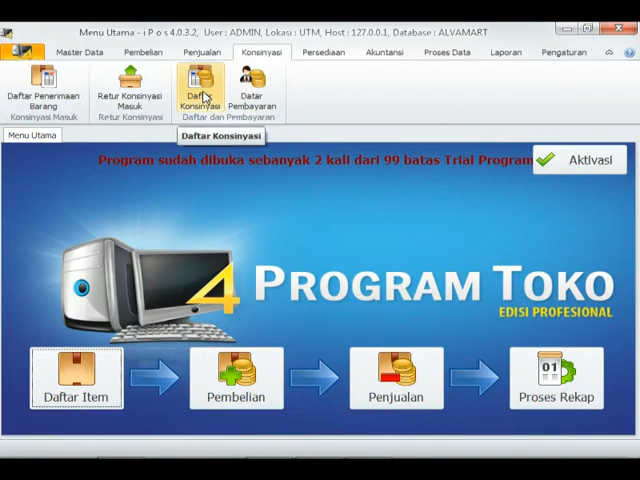 Menu Utama - i P o s 4.0.3.2, User : ADMIN, Lokasi : UTM, Host : 127.0.0.1, Database : ALVAMART
Master Data Pembelian Penjualan Konsinyasi Persediaan Akuntansi Proses Data Laporan Pengaturan
Daftar Penerimaan Barang
Retur Konsinyasi Masuk
Daftar Konsinyasi
Datar Pembayaran
Konsinyasi Masuk
Retur Konsinyasi
Daftar dan Pembayaran
Menu Utama
Daftar Konsinyasi
Program sudah dibuka sebanyak 2 kali dari 99 batas Trial Program
Aktivasi
4 PROGRAM TOKO
EDISI PROFESIONAL
01
Daftar Item
Pembelian
Penjualan
Proses Rekap